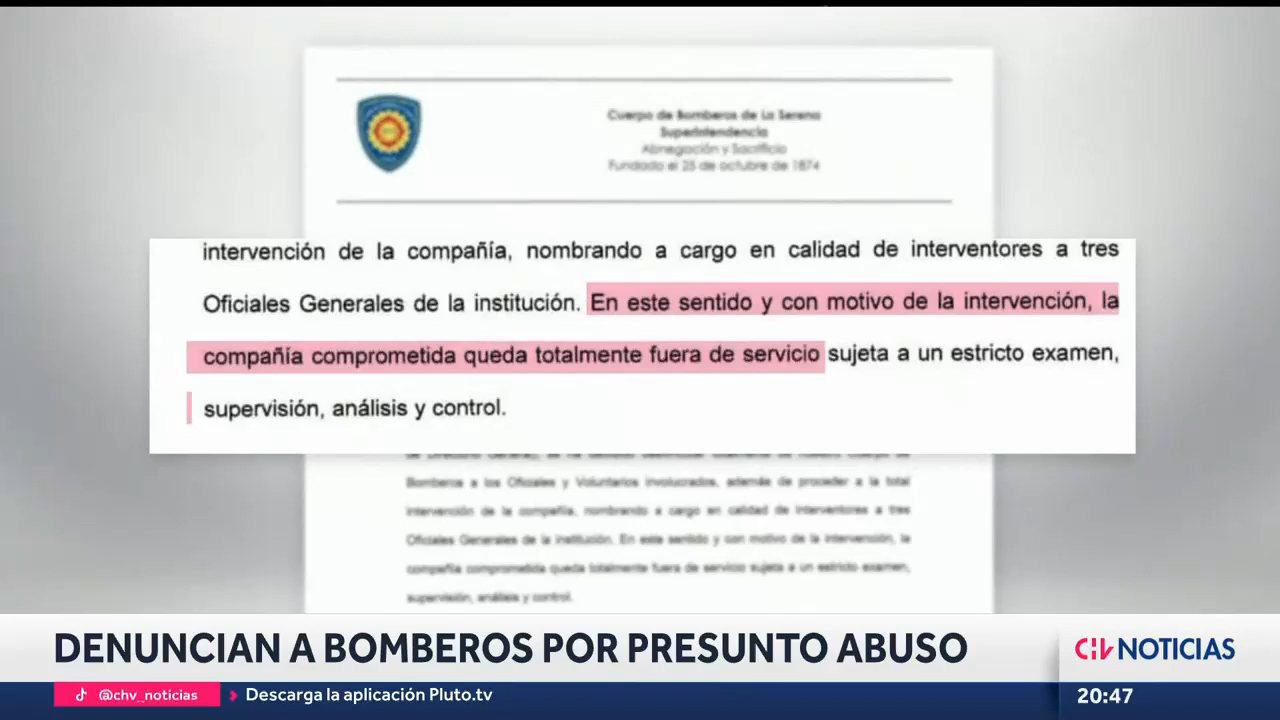 Cuerpo de Bomberos de La Serena
Superintendencia
Abnegación y Sacrificio
Fundado el 25 de octubre de 1874
intervención de la compañía, nombrando a cargo en calidad de interventores a tres
Oficiales Generales de la institución. En este sentido y con motivo de la intervención, la
compañía comprometida queda totalmente fuera de servicio sujeta a un estricto examen,
supervisión, análisis y control.
Bomberos a los Oficiales y Voluntarios involucrados, además de proceder a la total
intervención de la compañía, nombrando a cargo en calidad de interventores a tres
Oficiales Generales de la institución. En este sentido y con motivo de la intervención, la
compañía comprometida queda totalmente fuera de servicio sujeta a un estricto examen,
supervisión, análisis y control.
DENUNCIAN A BOMBEROS POR PRESUNTO ABUSO
CHV NOTICIAS
@chv_noticias
Descarga la aplicación Pluto.tv
20:47